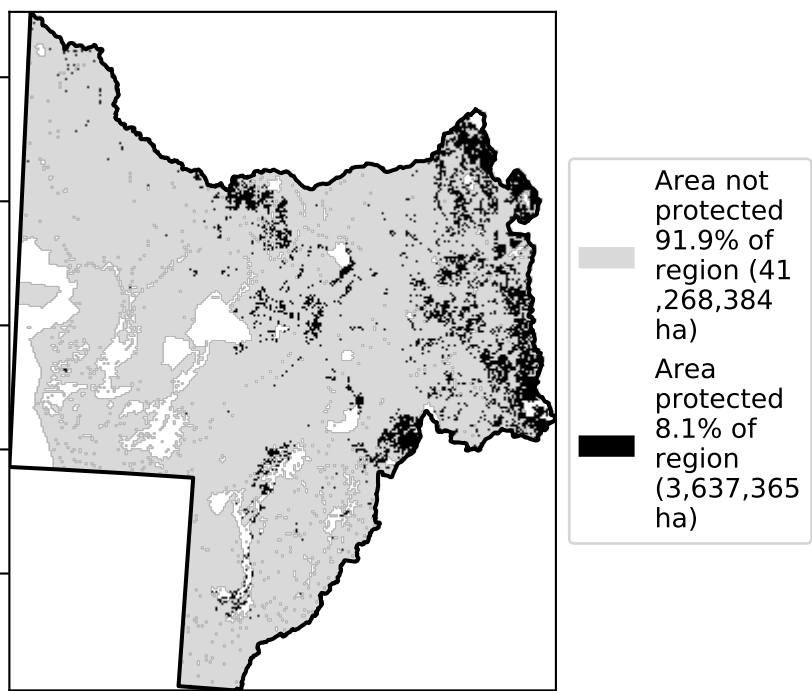 Area not
protected
91.9% of
region (41
,268,384
ha)
Area
protected
8.1% of
region
(3,637,365
ha)